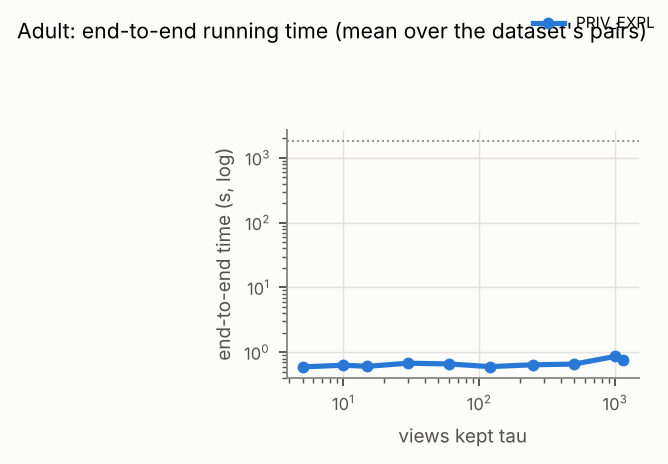 PRIV_EXPL
Adult: end-to-end running time (mean over the dataset's pairs)
end-to-end time (s, log)
10³
10²
10¹
10⁰
10¹ 10² 10³
views kept tau